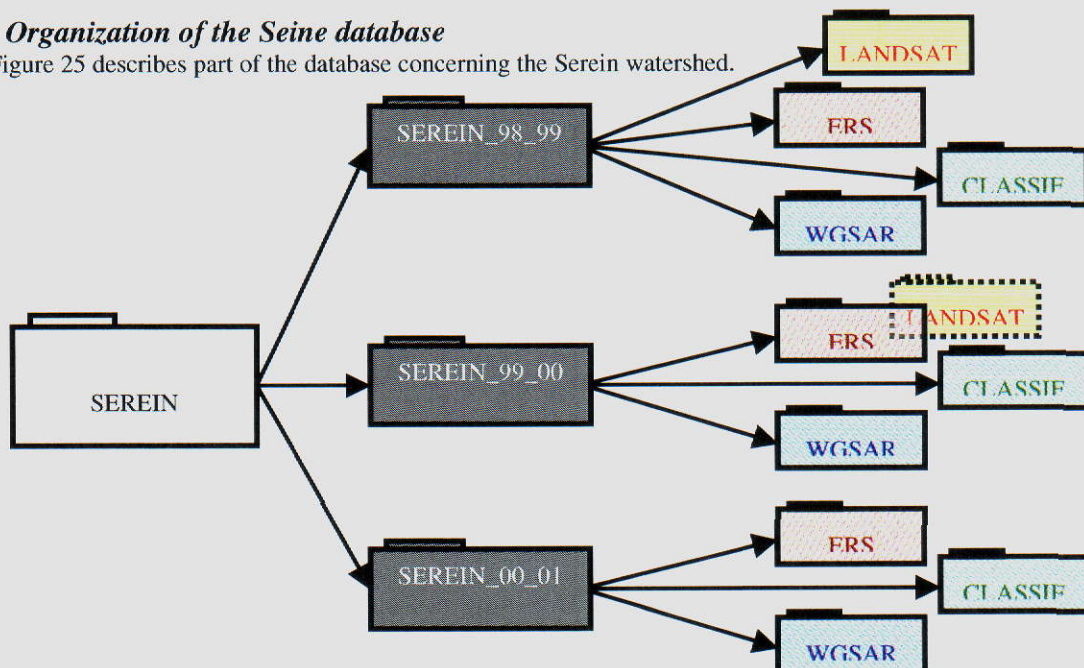 Organization of the Seine database
Figure 25 describes part of the database concerning the Serein watershed.
LANDSAT
SEREIN_98_99
ERS
CLASSIF
WGSAR
LANDSAT
ERS
SEREIN_99_00
CLASSIF
SEREIN
WGSAR
ERS
SEREIN_00_01
CLASSIF
WGSAR